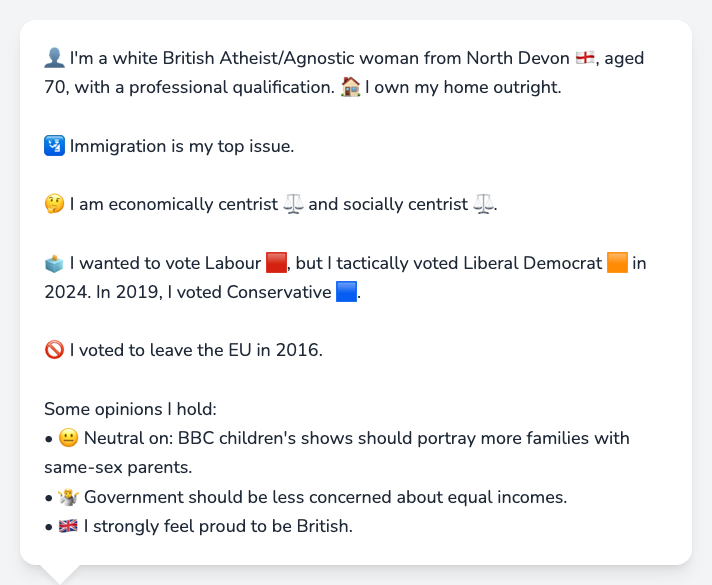 👤 I'm a white British Atheist/Agnostic woman from North Devon 🏴󠁧󠁢󠁥󠁮󠁧󠁿, aged
70, with a professional qualification. 🏠 I own my home outright.
🛂 Immigration is my top issue.
🤔 I am economically centrist ⚖️ and socially centrist ⚖️.
🗳️ I wanted to vote Labour 🟥, but I tactically voted Liberal Democrat 🟧 in
2024. In 2019, I voted Conservative 🟦.
🚫 I voted to leave the EU in 2016.
Some opinions I hold:
• 😐 Neutral on: BBC children's shows should portray more families with
same-sex parents.
• 🤷 Government should be less concerned about equal incomes.
• 🇬🇧 I strongly feel proud to be British.